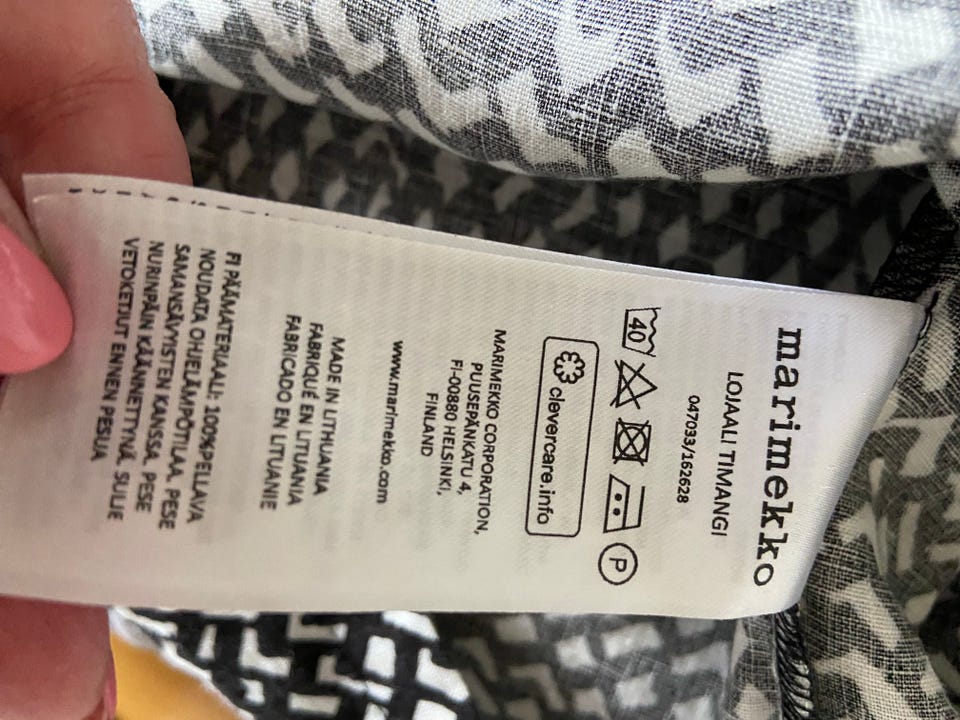 marimekko
LOJAALI TIMANGI
047033/162628
40 P
clevercare.info
MARIMEKKO CORPORATION,
PUUSEPÄNKATU 4,
FI-00880 HELSINKI,
FINLAND
www.marimekko.com
MADE IN LITHUANIA
FABRIQUÉ EN LITUANIA
FABRICADO EN LITUANIE
FI PÄÄMATERIAALI: 100%PELLAVA
NOUDATA OHJELÄMPÖTILAA. PESE
SAMANSÄVYISTEN KANSSA. PESE
NURINPÄIN KÄÄNNETTYNÄ. SULJE
VETOKETJUT ENNEN PESUA